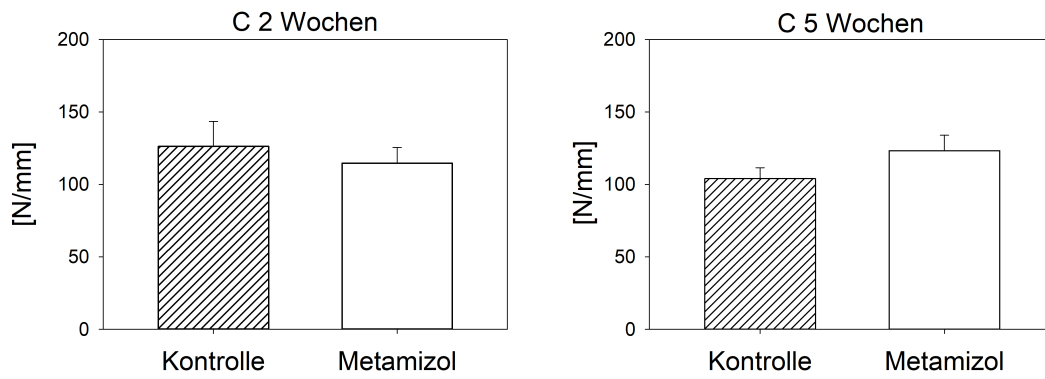 C 2 Wochen
200
150
100
50
0
[N/mm]
Kontrolle
Metamizol
C 5 Wochen
200
150
100
50
0
[N/mm]
Kontrolle
Metamizol